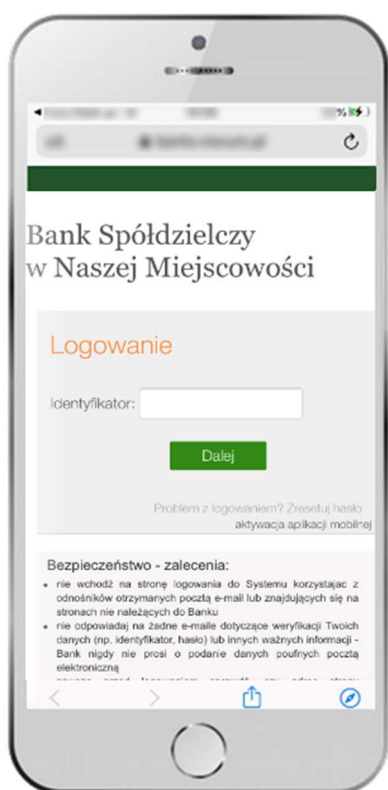 Bank Spółdzielczy
w Naszej Miejscowości
Logowanie
Identyfikator:
Dalej
Problem z logowaniem? Zresetuj hasło
aktywacja aplikacji mobilnej
Bezpieczeństwo - zalecenia:
• nie wchodź na stronę logowania do Systemu korzystając z
odnośników otrzymanych pocztą e-mail lub znajdujących się na
stronach nie należących do Banku
• nie odpowiadaj na żadne e-maile dotyczące weryfikacji Twoich
danych (np. identyfikator, hasło) lub innych ważnych informacji -
Bank nigdy nie prosi o podanie danych poufnych pocztą
elektroniczną